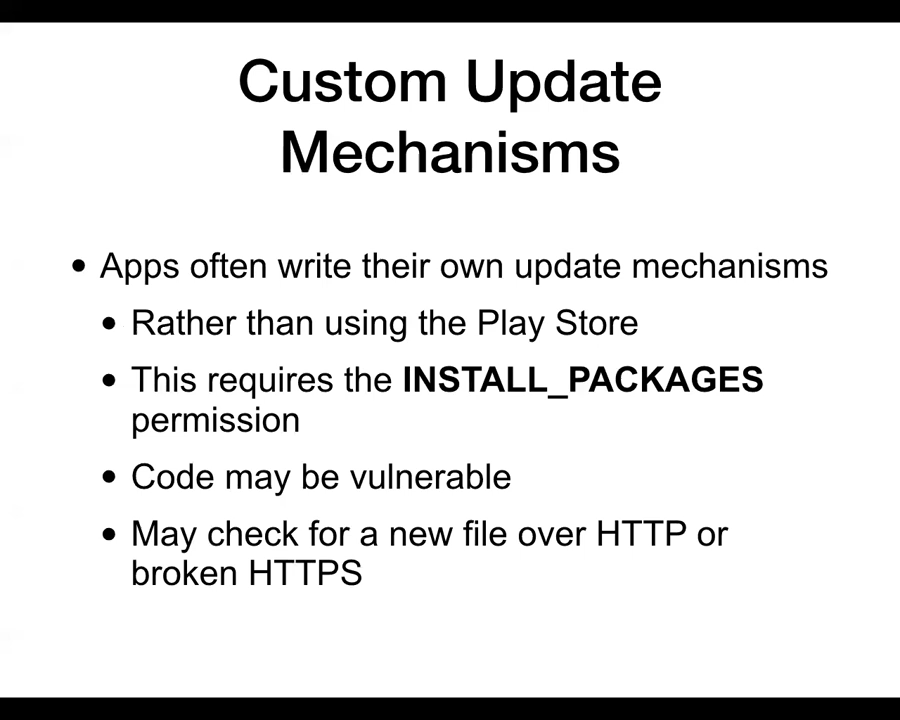 Custom Update
Mechanisms
• Apps often write their own update mechanisms
• Rather than using the Play Store
• This requires the INSTALL_PACKAGES
permission
• Code may be vulnerable
• May check for a new file over HTTP or
broken HTTPS